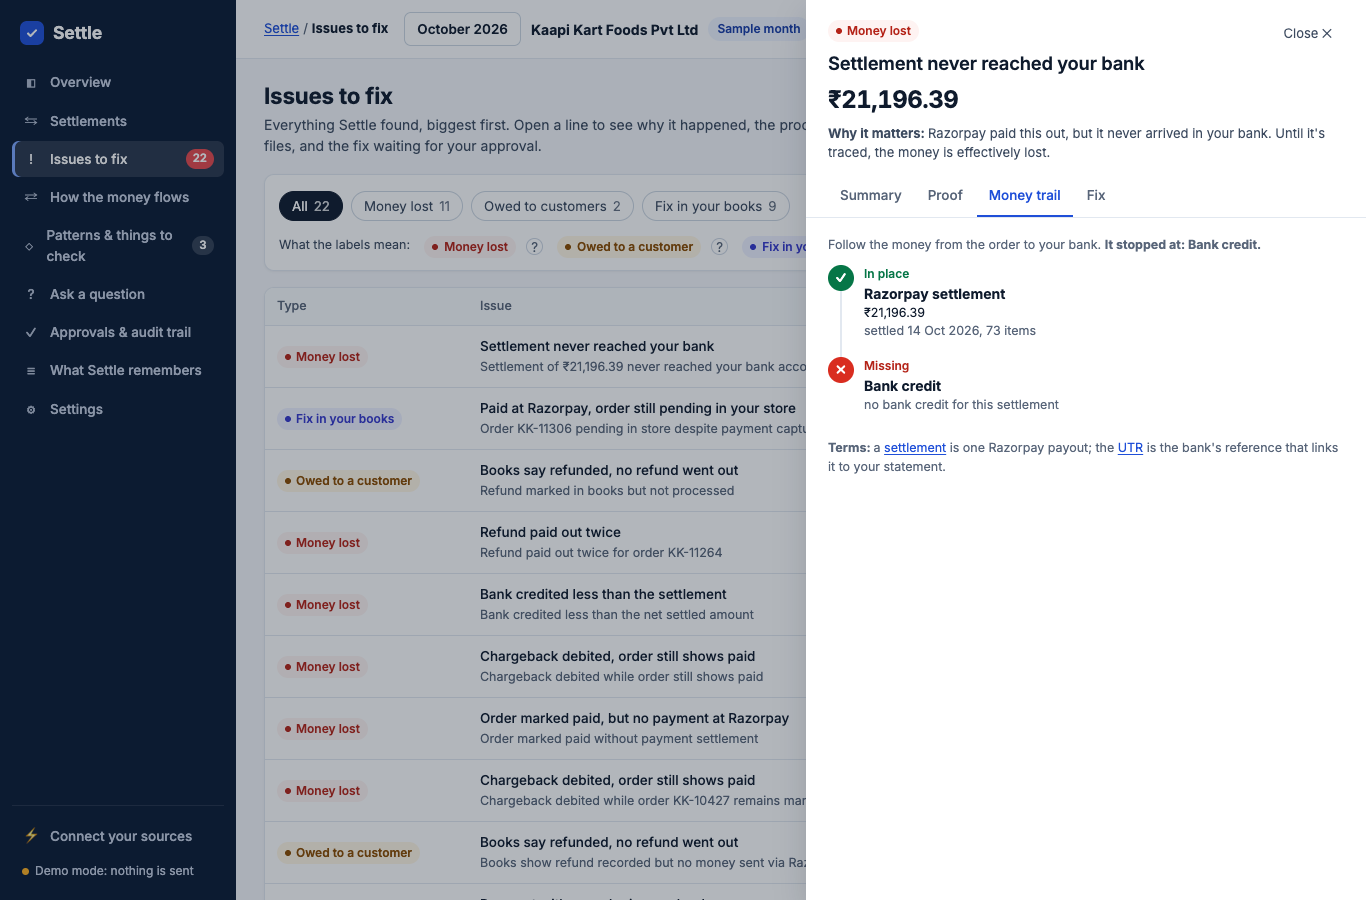 Settle
Overview
Settlements
! Issues to fix 22
How the money flows
Patterns & things to check 3
? Ask a question
Approvals & audit trail
What Settle remembers
Settings
Connect your sources
Demo mode: nothing is sent
Settle / Issues to fix
October 2026
Kaapi Kart Foods Pvt Ltd
Sample month
Issues to fix
Everything Settle found, biggest first. Open a line to see why it happened, the
files, and the fix waiting for your approval.
All 22
Money lost 11
Owed to customers 2
Fix in your books 9
What the labels mean:
Money lost ?
Owed to a customer ?
Fix in
Type Issue
Money lost
Settlement never reached your bank
Settlement of ₹21,196.39 never reached your bank
Fix in your books
Paid at Razorpay, order still pending in your store
Order KK-11306 pending in store despite payment
Owed to a customer
Books say refunded, no refund went out
Refund marked in books but not processed
Money lost
Refund paid out twice
Refund paid out twice for order KK-11264
Money lost
Bank credited less than the settlement
Bank credited less than the net settled amount
Money lost
Chargeback debited, order still shows paid
Chargeback debited while order still shows paid
Money lost
Order marked paid, but no payment at Razorpay
Order marked paid without payment settlement
Money lost
Chargeback debited, order still shows paid
Chargeback debited while order KK-10427 remains
Owed to a customer
Books say refunded, no refund went out
Books show refund recorded but no money sent via
Money lost
Close ×
Settlement never reached your bank
₹21,196.39
Why it matters: Razorpay paid this out, but it never arrived in your bank. Until it's
traced, the money is effectively lost.
Summary Proof Money trail Fix
Follow the money from the order to your bank. It stopped at: Bank credit.
In place
Razorpay settlement
₹21,196.39
settled 14 Oct 2026, 73 items
Missing
Bank credit
no bank credit for this settlement
Terms: a settlement is one Razorpay payout; the UTR is the bank's reference that links
it to your statement.